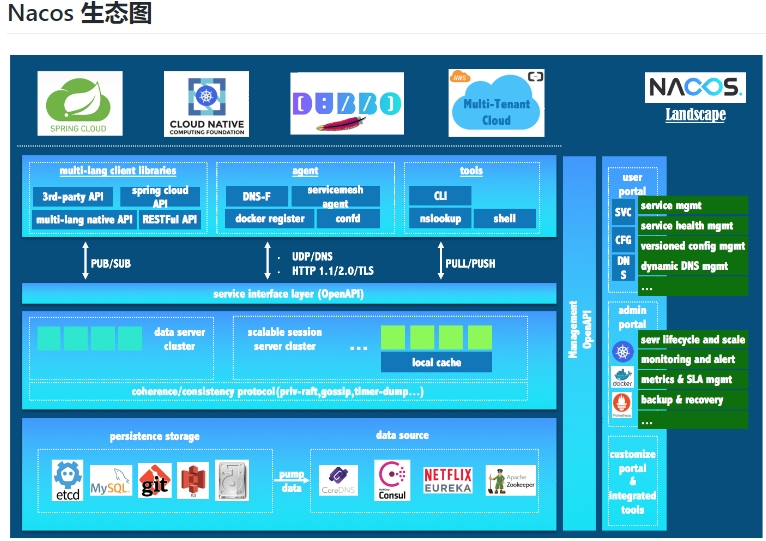 Nacos 生态图
SPRING CLOUD
CLOUD NATIVE
COMPUTING FOUNDATION
DUBBO
AWS
Multi-Tenant
Cloud
NACOS.
Landscape
multi-lang client libraries
3rd-party API
spring cloud
API
multi-lang native API
RESTFul API
agent
DNS-F
servicemesh
agent
docker register
confd
tools
CLI
nslookup
shell
PUB/SUB
· UDP/DNS
· HTTP 1.1/2.0/TLS
PULL/PUSH
service interface layer (OpenAPI)
data server
cluster
scalable session
server cluster
...
local cache
coherence/consistency protocol(priv-raft,gossip,timer-dump...)
persistence storage
etcd
MySQL
git
pump
data
data source
CoreDNS
Consul
NETFLIX
EUREKA
Apache
Zookeeper
Management
OpenAPI
user
portal
SVC
CFG
DN
S
service mgmt
service health mgmt
versioned config mgmt
dynamic DNS mgmt
...
admin
portal
docker
Prometheus
sevr lifecycle and scale
monitoring and alert
metrics & SLA mgmt
backup & recovery
...
customize
portal
&
integrated
tools